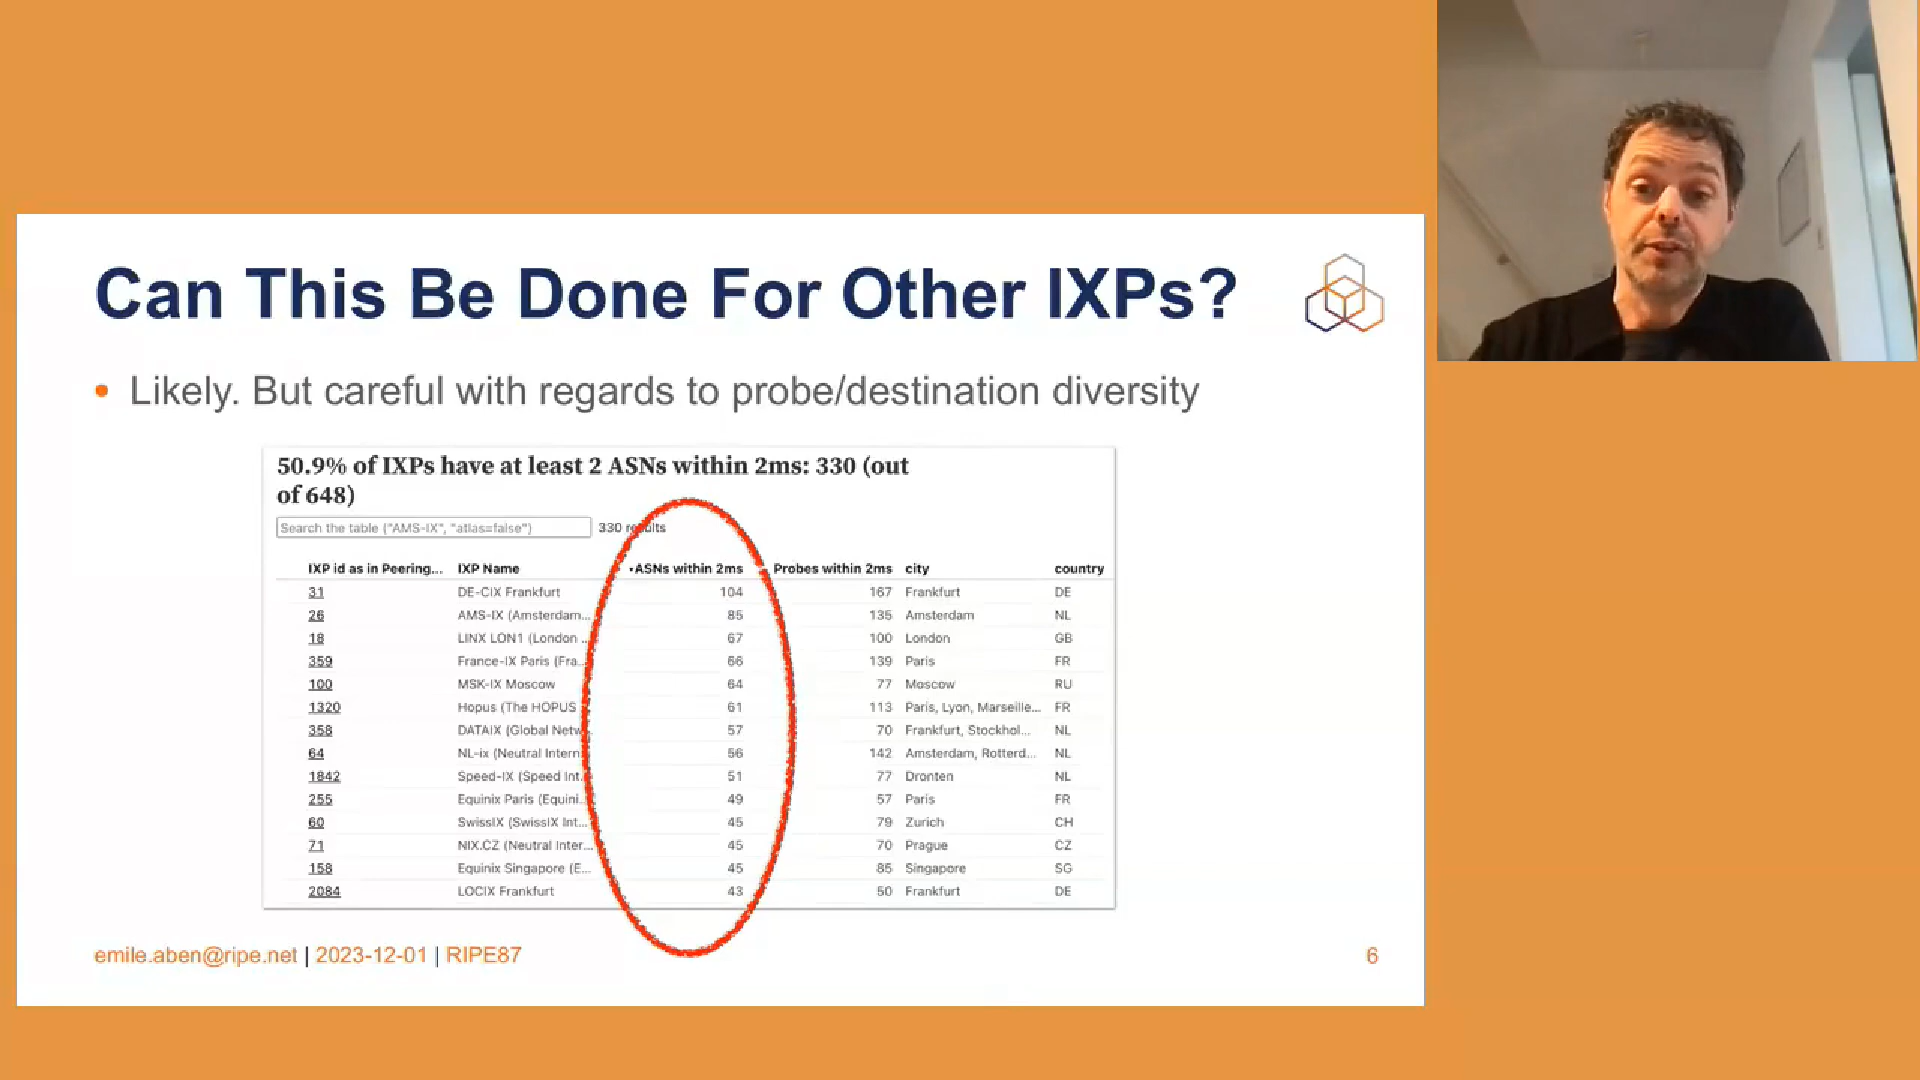 Can This Be Done For Other IXPs?
• Likely. But careful with regards to probe/destination diversity
50.9% of IXPs have at least 2 ASNs within 2ms: 330 (out
of 648)
Search the table ("AMS-IX", "atlas=false") 330 results
IXP id as in Peering... IXP Name ASNs within 2ms Probes within 2ms city country
31 DE-CIX Frankfurt 104 167 Frankfurt DE
26 AMS-IX (Amsterdam... 85 135 Amsterdam NL
18 LINX LON1 (London ... 67 100 London GB
359 France-IX Paris (Fra... 66 139 Paris FR
100 MSK-IX Moscow 64 77 Moscow RU
1320 Hopus (The HOPUS 61 113 Paris, Lyon, Marseille... FR
358 DATAIX (Global Netw... 57 70 Frankfurt, Stockhol... NL
64 NL-ix (Neutral Intern... 56 142 Amsterdam, Rotterd... NL
1842 Speed-IX (Speed Int... 51 77 Dronten NL
255 Equinix Paris (Equini... 49 57 Paris FR
60 SwissIX (SwissIX Int... 45 79 Zurich CH
71 NIX.CZ (Neutral Inter... 45 70 Prague CZ
158 Equinix Singapore (E... 45 85 Singapore SG
2084 LOCIX Frankfurt 43 50 Frankfurt DE
emile.aben@ripe.net | 2023-12-01 | RIPE87 6